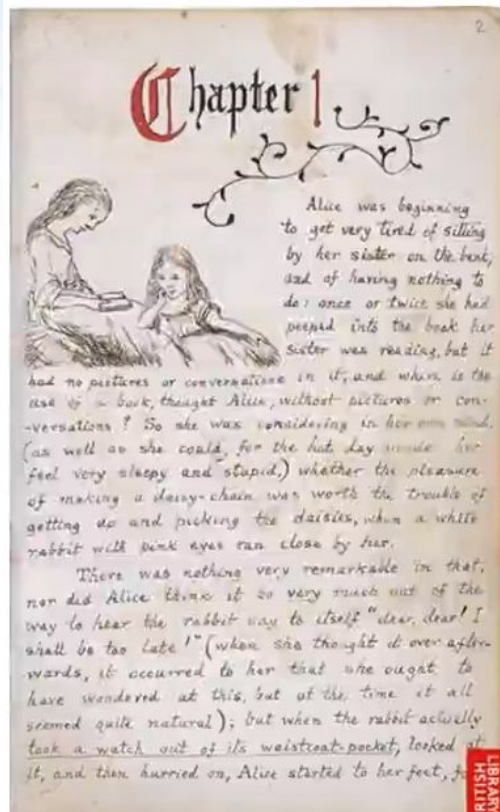 2
Chapter 1
Alice was beginning
to get very tired of sitting
by her sister on the bank,
and of having nothing to
do: once or twice she had
peeped into the book her
sister was reading, but it
had no pictures or conversations in it, and where is the
use of a book, thought Alice, without pictures or con-
-versations? So she was considering in her own mind,
(as well as she could, for the hot day made her
feel very sleepy and stupid,) whether the pleasure
of making a daisy-chain was worth the trouble of
getting up and picking the daisies, when a white
rabbit with pink eyes ran close by her.
There was nothing very remarkable in that,
nor did Alice think it so very much out of the
way to hear the rabbit say to itself "dear, dear! I
shall be too late!" (when she thought it over after-
wards, it occurred to her that she ought to
have wondered at this, but at the time it all
seemed quite natural); but when the rabbit actually
took a watch out of its waistcoat-pocket, looked at
it, and then hurried on, Alice started to her feet,
BRITISH
LIBRARY